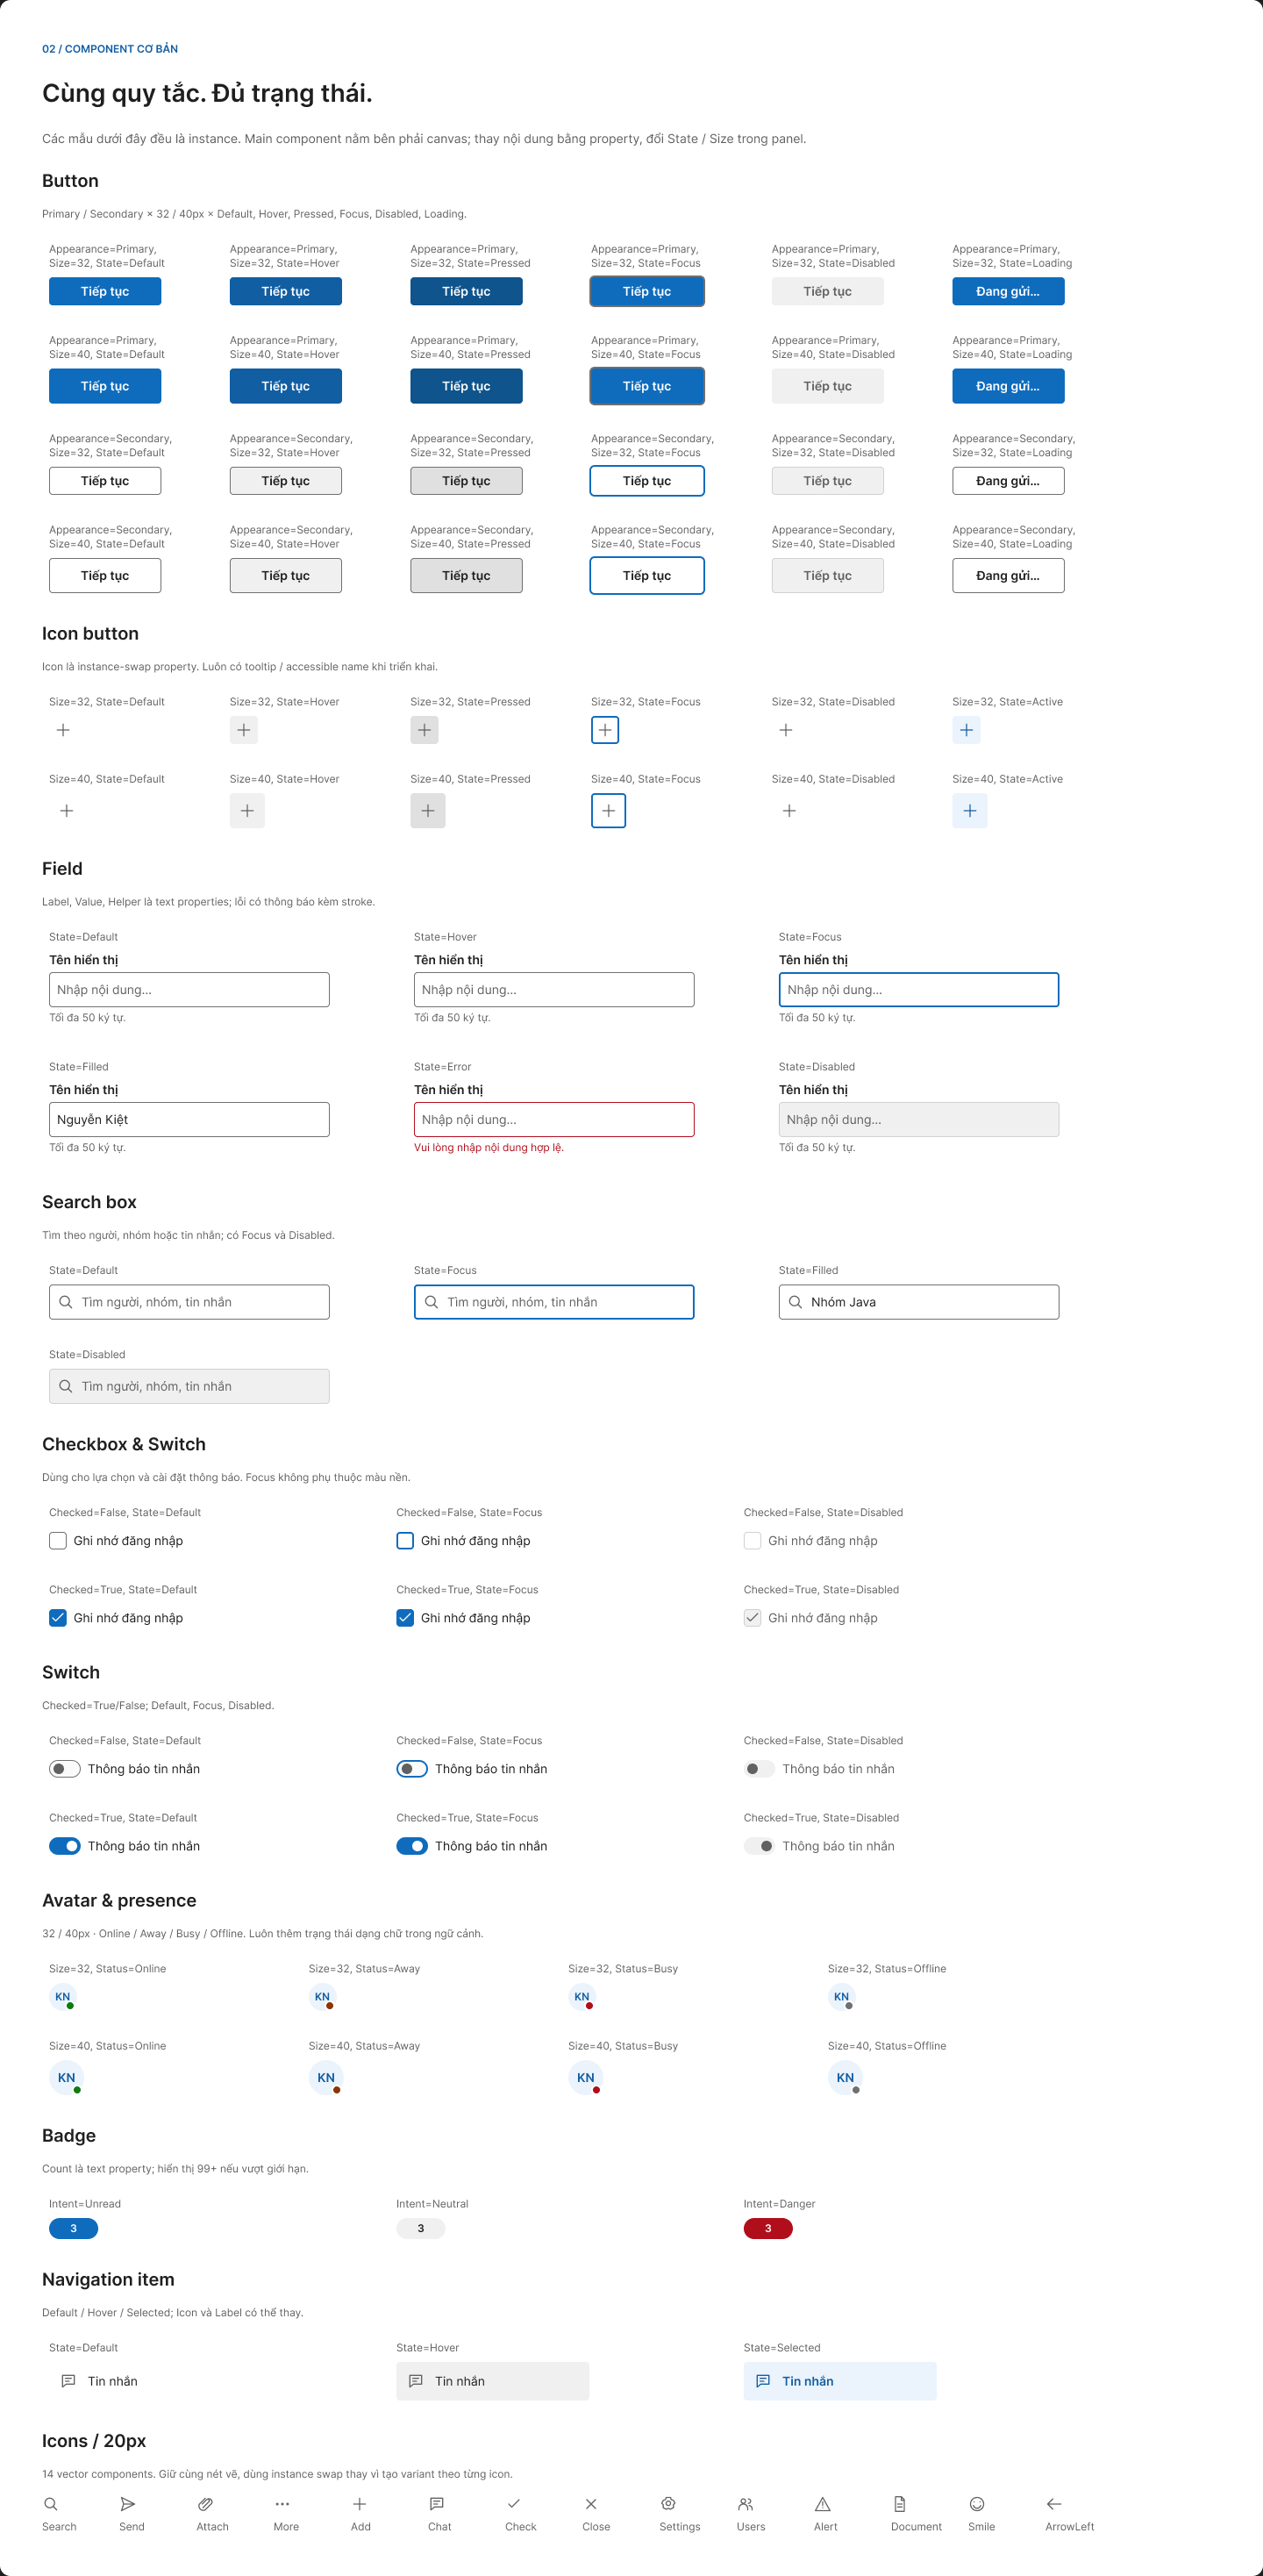 02 / COMPONENT CƠ BẢN
Cùng quy tắc. Đủ trạng thái.
Các mẫu dưới đây đều là instance. Main component nằm bên phải canvas; thay nội dung bằng property, đổi State / Size trong panel.
Button
Primary / Secondary × 32 / 40px × Default, Hover, Pressed, Focus, Disabled, Loading.
Appearance=Primary, Appearance=Primary, Appearance=Primary, Appearance=Primary, Appearance=Primary, Appearance=Primary,
Size=32, State=Default Size=32, State=Hover Size=32, State=Pressed Size=32, State=Focus Size=32, State=Disabled Size=32, State=Loading
Tiếp tục Tiếp tục Tiếp tục Tiếp tục Tiếp tục Đang gửi...
Appearance=Primary, Appearance=Primary, Appearance=Primary, Appearance=Primary, Appearance=Primary, Appearance=Primary,
Size=40, State=Default Size=40, State=Hover Size=40, State=Pressed Size=40, State=Focus Size=40, State=Disabled Size=40, State=Loading
Tiếp tục Tiếp tục Tiếp tục Tiếp tục Tiếp tục Đang gửi...
Appearance=Secondary, Appearance=Secondary, Appearance=Secondary, Appearance=Secondary, Appearance=Secondary, Appearance=Secondary,
Size=32, State=Default Size=32, State=Hover Size=32, State=Pressed Size=32, State=Focus Size=32, State=Disabled Size=32, State=Loading
Tiếp tục Tiếp tục Tiếp tục Tiếp tục Tiếp tục Đang gửi...
Appearance=Secondary, Appearance=Secondary, Appearance=Secondary, Appearance=Secondary, Appearance=Secondary, Appearance=Secondary,
Size=40, State=Default Size=40, State=Hover Size=40, State=Pressed Size=40, State=Focus Size=40, State=Disabled Size=40, State=Loading
Tiếp tục Tiếp tục Tiếp tục Tiếp tục Tiếp tục Đang gửi...
Icon button
Icon là instance-swap property. Luôn có tooltip / accessible name khi triển khai.
Size=32, State=Default Size=32, State=Hover Size=32, State=Pressed Size=32, State=Focus Size=32, State=Disabled Size=32, State=Active
Size=40, State=Default Size=40, State=Hover Size=40, State=Pressed Size=40, State=Focus Size=40, State=Disabled Size=40, State=Active
Field
Label, Value, Helper là text properties; lỗi có thông báo kèm stroke.
State=Default State=Hover State=Focus
Tên hiển thị Tên hiển thị Tên hiển thị
Nhập nội dung... Nhập nội dung... Nhập nội dung...
Tối đa 50 ký tự. Tối đa 50 ký tự. Tối đa 50 ký tự.
State=Filled State=Error State=Disabled
Tên hiển thị Tên hiển thị Tên hiển thị
Nguyễn Kiệt Nhập nội dung... Nhập nội dung...
Tối đa 50 ký tự. Vui lòng nhập nội dung hợp lệ. Tối đa 50 ký tự.
Search box
Tìm theo người, nhóm hoặc tin nhắn; có Focus và Disabled.
State=Default State=Focus State=Filled
Tìm người, nhóm, tin nhắn Tìm người, nhóm, tin nhắn Nhóm Java
State=Disabled
Tìm người, nhóm, tin nhắn
Checkbox & Switch
Dùng cho lựa chọn và cài đặt thông báo. Focus không phụ thuộc màu nền.
Checked=False, State=Default Checked=False, State=Focus Checked=False, State=Disabled
Ghi nhớ đăng nhập Ghi nhớ đăng nhập Ghi nhớ đăng nhập
Checked=True, State=Default Checked=True, State=Focus Checked=True, State=Disabled
Ghi nhớ đăng nhập Ghi nhớ đăng nhập Ghi nhớ đăng nhập
Switch
Checked=True/False; Default, Focus, Disabled.
Checked=False, State=Default Checked=False, State=Focus Checked=False, State=Disabled
Thông báo tin nhắn Thông báo tin nhắn Thông báo tin nhắn
Checked=True, State=Default Checked=True, State=Focus Checked=True, State=Disabled
Thông báo tin nhắn Thông báo tin nhắn Thông báo tin nhắn
Avatar & presence
32 / 40px · Online / Away / Busy / Offline. Luôn thêm trạng thái dạng chữ trong ngữ cảnh.
Size=32, Status=Online Size=32, Status=Away Size=32, Status=Busy Size=32, Status=Offline
KN KN KN KN
Size=40, Status=Online Size=40, Status=Away Size=40, Status=Busy Size=40, Status=Offline
KN KN KN KN
Badge
Count là text property; hiển thị 99+ nếu vượt giới hạn.
Intent=Unread Intent=Neutral Intent=Danger
3 3 3
Navigation item
Default / Hover / Selected; Icon và Label có thể thay.
State=Default State=Hover State=Selected
Tin nhắn Tin nhắn Tin nhắn
Icons / 20px
14 vector components. Giữ cùng nét vẽ, dùng instance swap thay vì tạo variant theo từng icon.
Search Send Attach More Add Chat Check Close Settings Users Alert Document Smile ArrowLeft